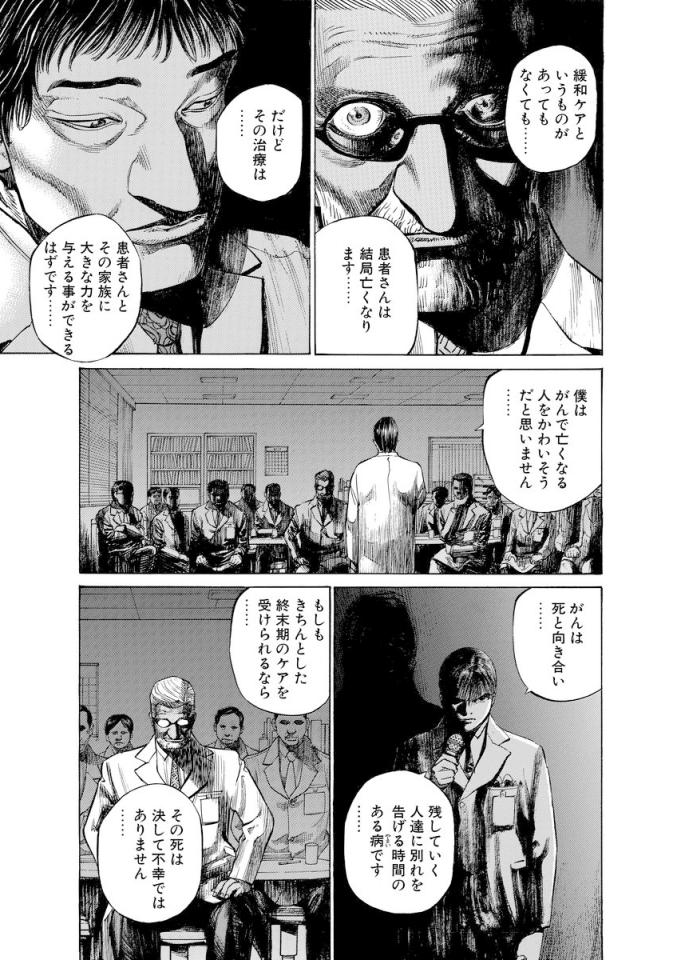 緩和ケアと
いうものが
あっても
なくても……
患者さんは
結局亡くなり
ます……
だけど
その治療は
……
患者さんと
その家族に
大きな力を
与える事ができる
はずです……
僕は
がんで亡くなる
人をかわいそう
だと思いません
……
がんは
死と向き合い
……
残していく
人達に別れを
告げる時間の
ある病です
やまい
もしも
きちんとした
終末期のケアを
受けられるなら
……
その死は
決して不幸では
ありません
……